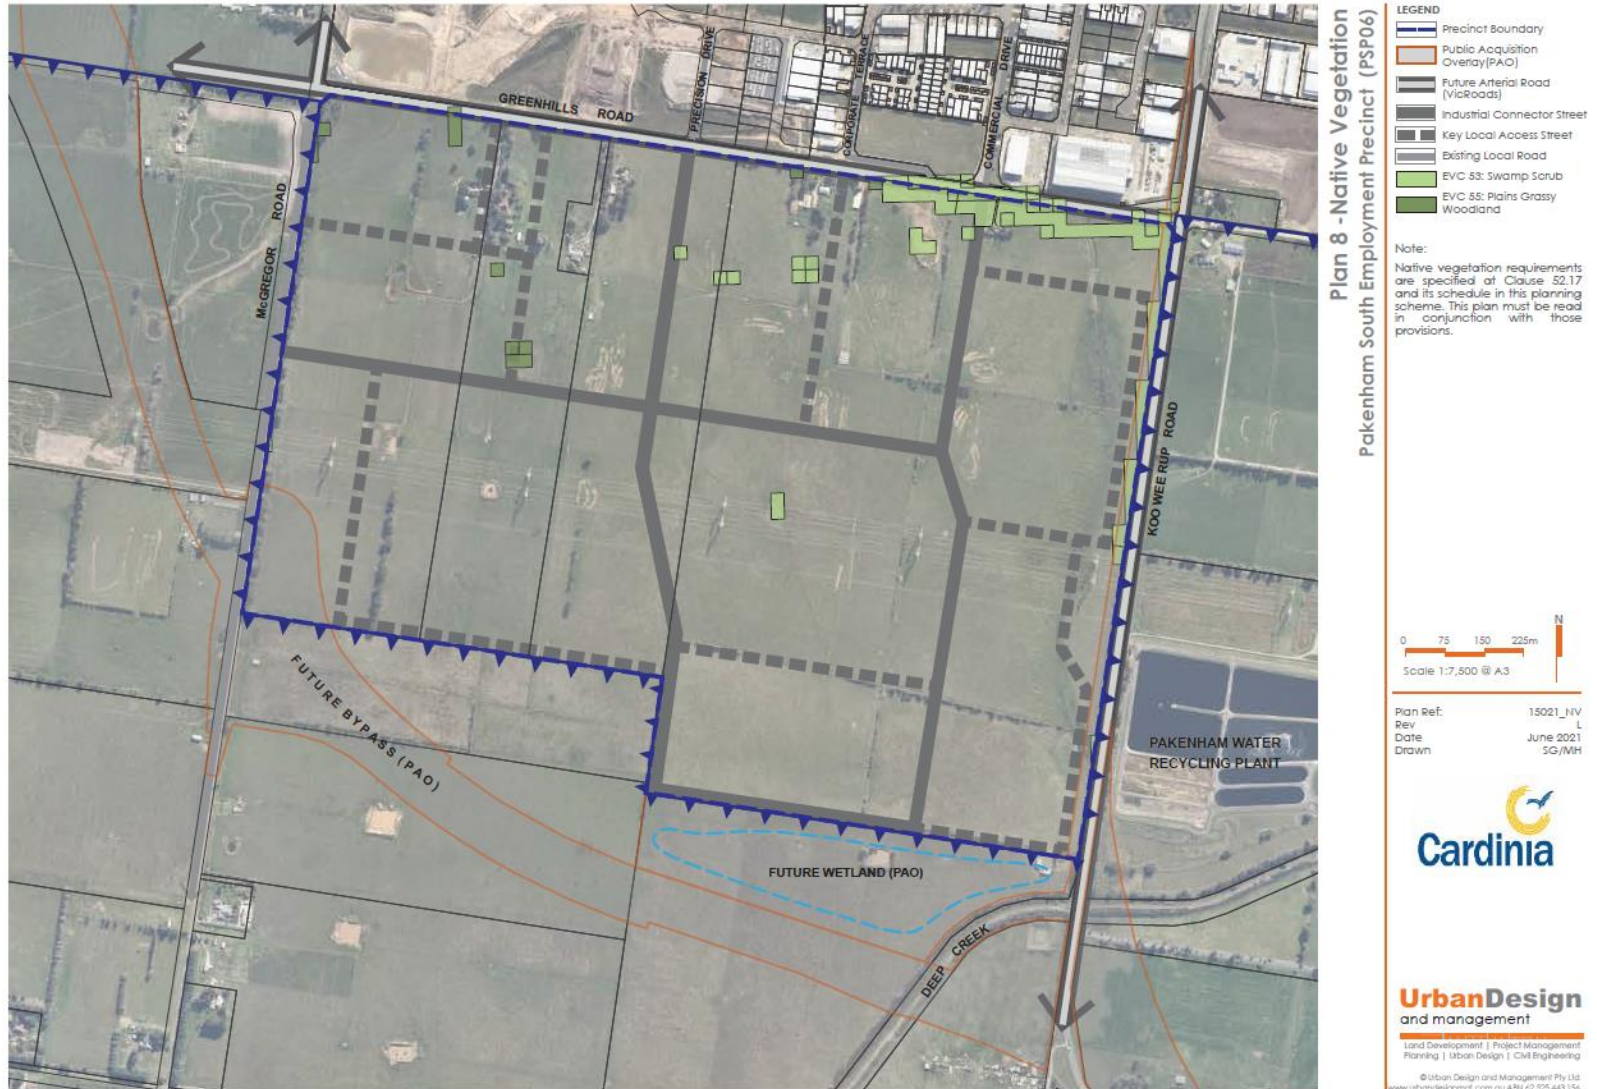 Plan 8 -Native Vegetation
Pakenham South Employment Precinct (PSP06)
LEGEND
Precinct Boundary
Public Acquisition
Overlay(PAO)
Future Arterial Road
(VicRoads)
Industrial Connector Street
Key Local Access Street
Existing Local Road
EVC 53: Swamp Scrub
EVC 55: Plains Grassy
Woodland
Note:
Native vegetation requirements
are specified at Clause 52.17
and its schedule in this planning
scheme. This plan must be read
in conjunction with those
provisions.
N
0 75 150 225m
Scale 1:7,500 @ A3
Plan Ref: 15021_NV
Rev L
Date June 2021
Drawn SG/MH
Cardinia
UrbanDesign
and management
Land Development | Project Management
Planning | Urban Design | Civil Engineering
© Urban Design and Management Pty Ltd
GREENHILLS ROAD
PRECISION DRIVE
CORPORATE TERRACE
COMMERCIAL DRIVE
McGREGOR ROAD
KOO WEE RUP ROAD
FUTURE BYPASS (PAO)
PAKENHAM WATER
RECYCLING PLANT
FUTURE WETLAND (PAO)
DEEP CREEK